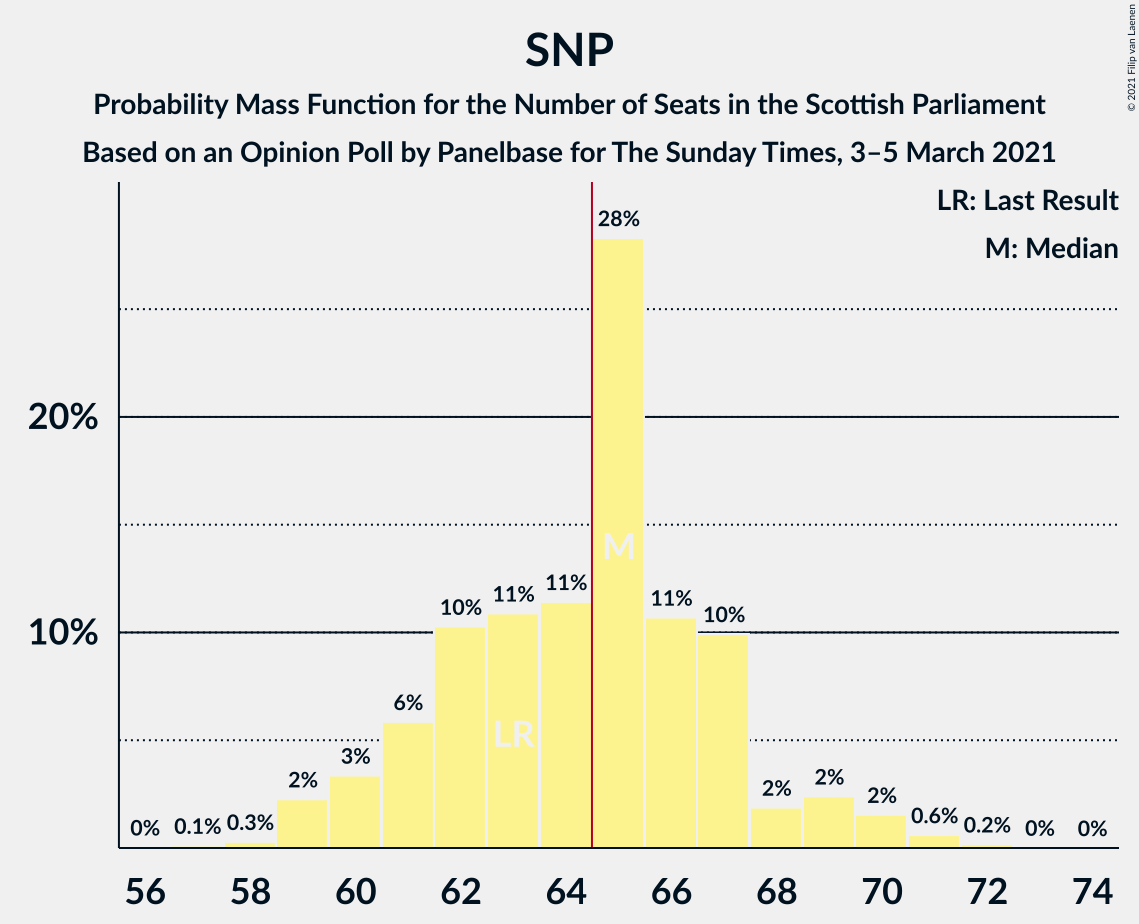 SNP
Probability Mass Function for the Number of Seats in the Scottish Parliament
Based on an Opinion Poll by Panelbase for The Sunday Times, 3–5 March 2021
© 2021 Filip van Laenen
LR: Last Result
M: Median
20%
10%
0%
0.1%
0.3%
2%
3%
6%
10%
11%
11%
28%
11%
10%
2%
2%
2%
0.6%
0.2%
0%
0%
LR
M
56 58 60 62 64 66 68 70 72 74